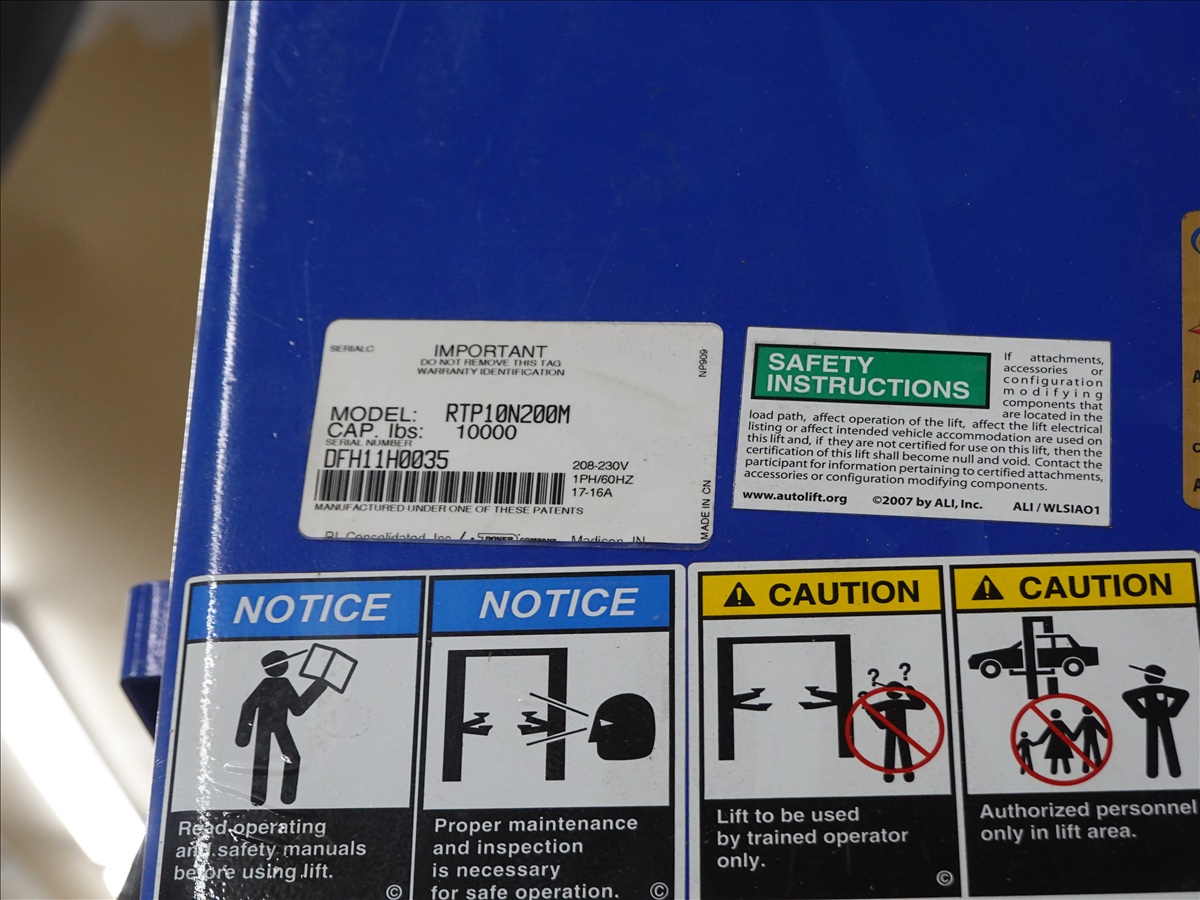 SERIALC
IMPORTANT
DO NOT REMOVE THIS TAG
WARRANTY IDENTIFICATION
NP909
MODEL: RTP10N200M
CAP. lbs: 10000
SERIAL NUMBER
DFH11H0035
208-230V
1PH/60HZ
17-16A
MANUFACTURED UNDER ONE OF THESE PATENTS
MADE IN CN
Consolidated, Inc. / a DOVER COMPANY Madison, IN
SAFETY
INSTRUCTIONS
If attachments,
accessories or
configuration
modifying
components that
are located in the
load path, affect operation of the lift, affect the lift electrical
listing or affect intended vehicle accommodation are used on
this lift and, if they are not certified for use on this lift, then the
certification of this lift shall become null and void. Contact the
participant for information pertaining to certified attachments,
accessories or configuration modifying components.
www.autolift.org ©2007 by ALI, Inc. ALI / WLSIAO1
NOTICE
Read operating
and safety manuals
before using lift.
©
NOTICE
Proper maintenance
and inspection
is necessary
for safe operation.
©
CAUTION
? ?
Lift to be used
by trained operator
only.
©
CAUTION
Authorized personnel
only in lift area.